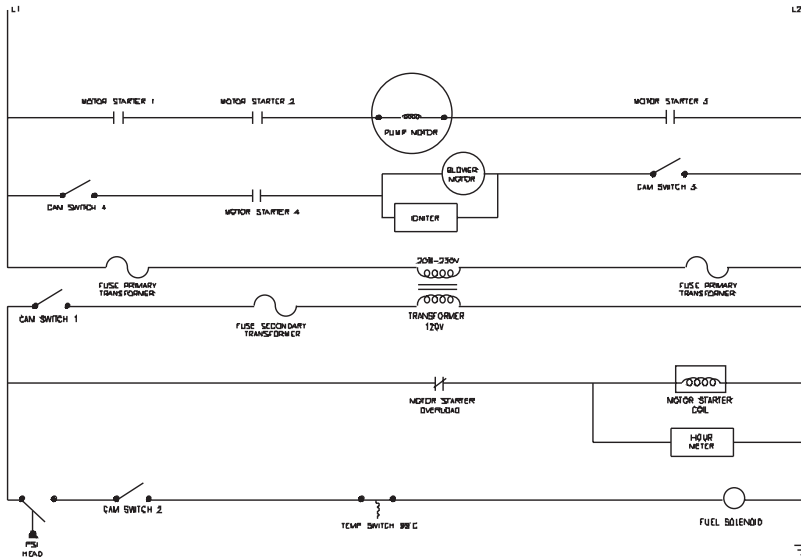 L1
L2
MOTOR STARTER 1
MOTOR STARTER 2
MOTOR STARTER 3
PUMP MOTOR
BLOWER
MOTOR
CAM SWITCH 3
CAM SWITCH 4
MOTOR STARTER 4
IGNITER
208-230V
FUSE PRIMARY
TRANSFORMER
FUSE PRIMARY
TRANSFORMER
CAM SWITCH 1
FUSE SECONDARY
TRANSFORMER
TRANSFORMER
120V
MOTOR STARTER
OVERLOAD
MOTOR STARTER
COIL
HOUR
METER
CAM SWITCH 2
TEMP SWITCH
FUEL SOLENOID
PSI
HEAD